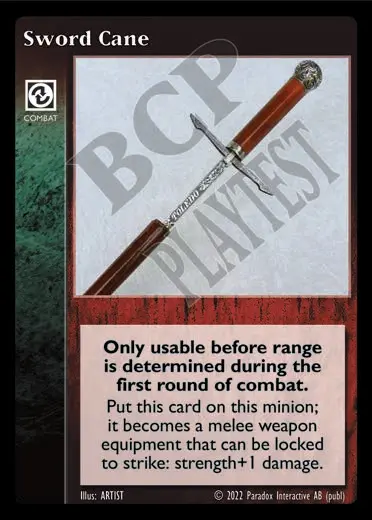 Sword Cane
COMBAT
BCP
PLAYTEST
TOLEDO
Only usable before range
is determined during the
first round of combat.
Put this card on this minion;
it becomes a melee weapon
equipment that can be locked
to strike: strength+1 damage.
Illus: ARTIST © 2022 Paradox Interactive AB (publ)